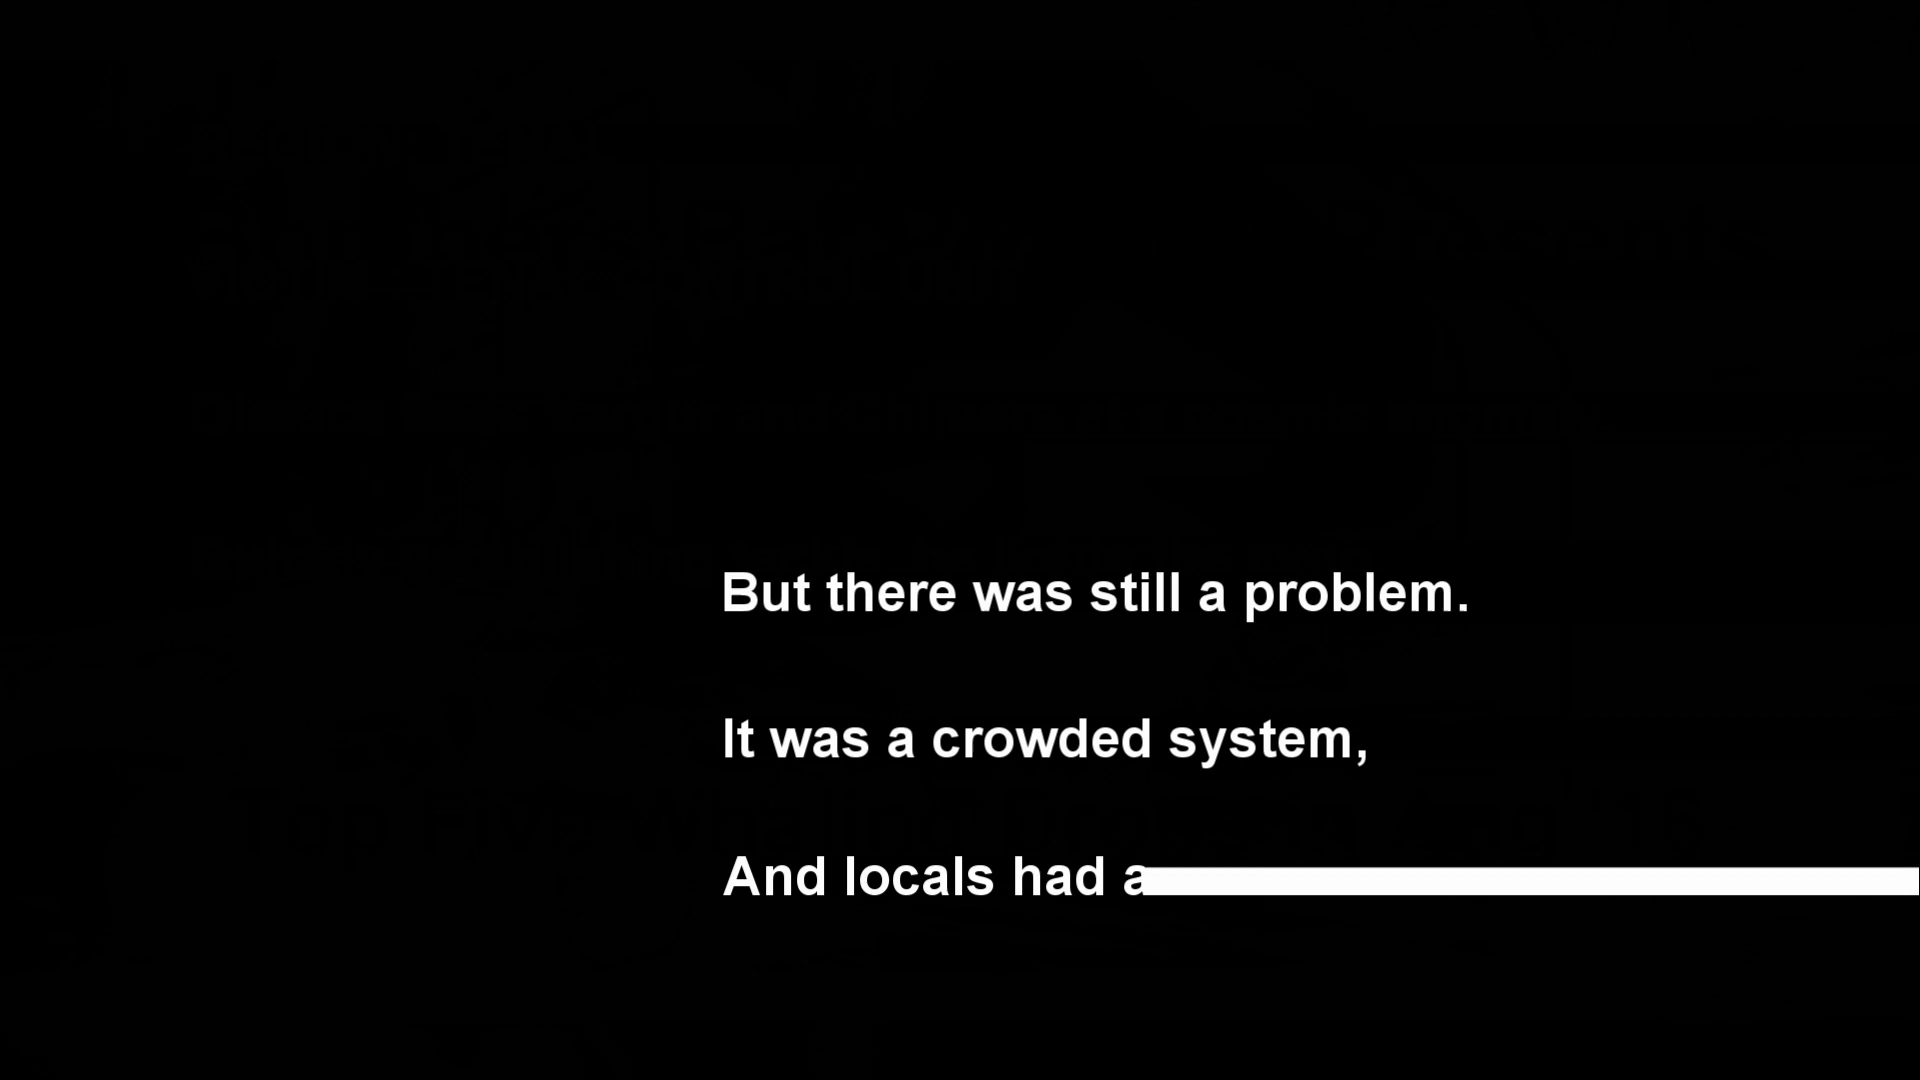 But there was still a problem.
It was a crowded system,
And locals had a